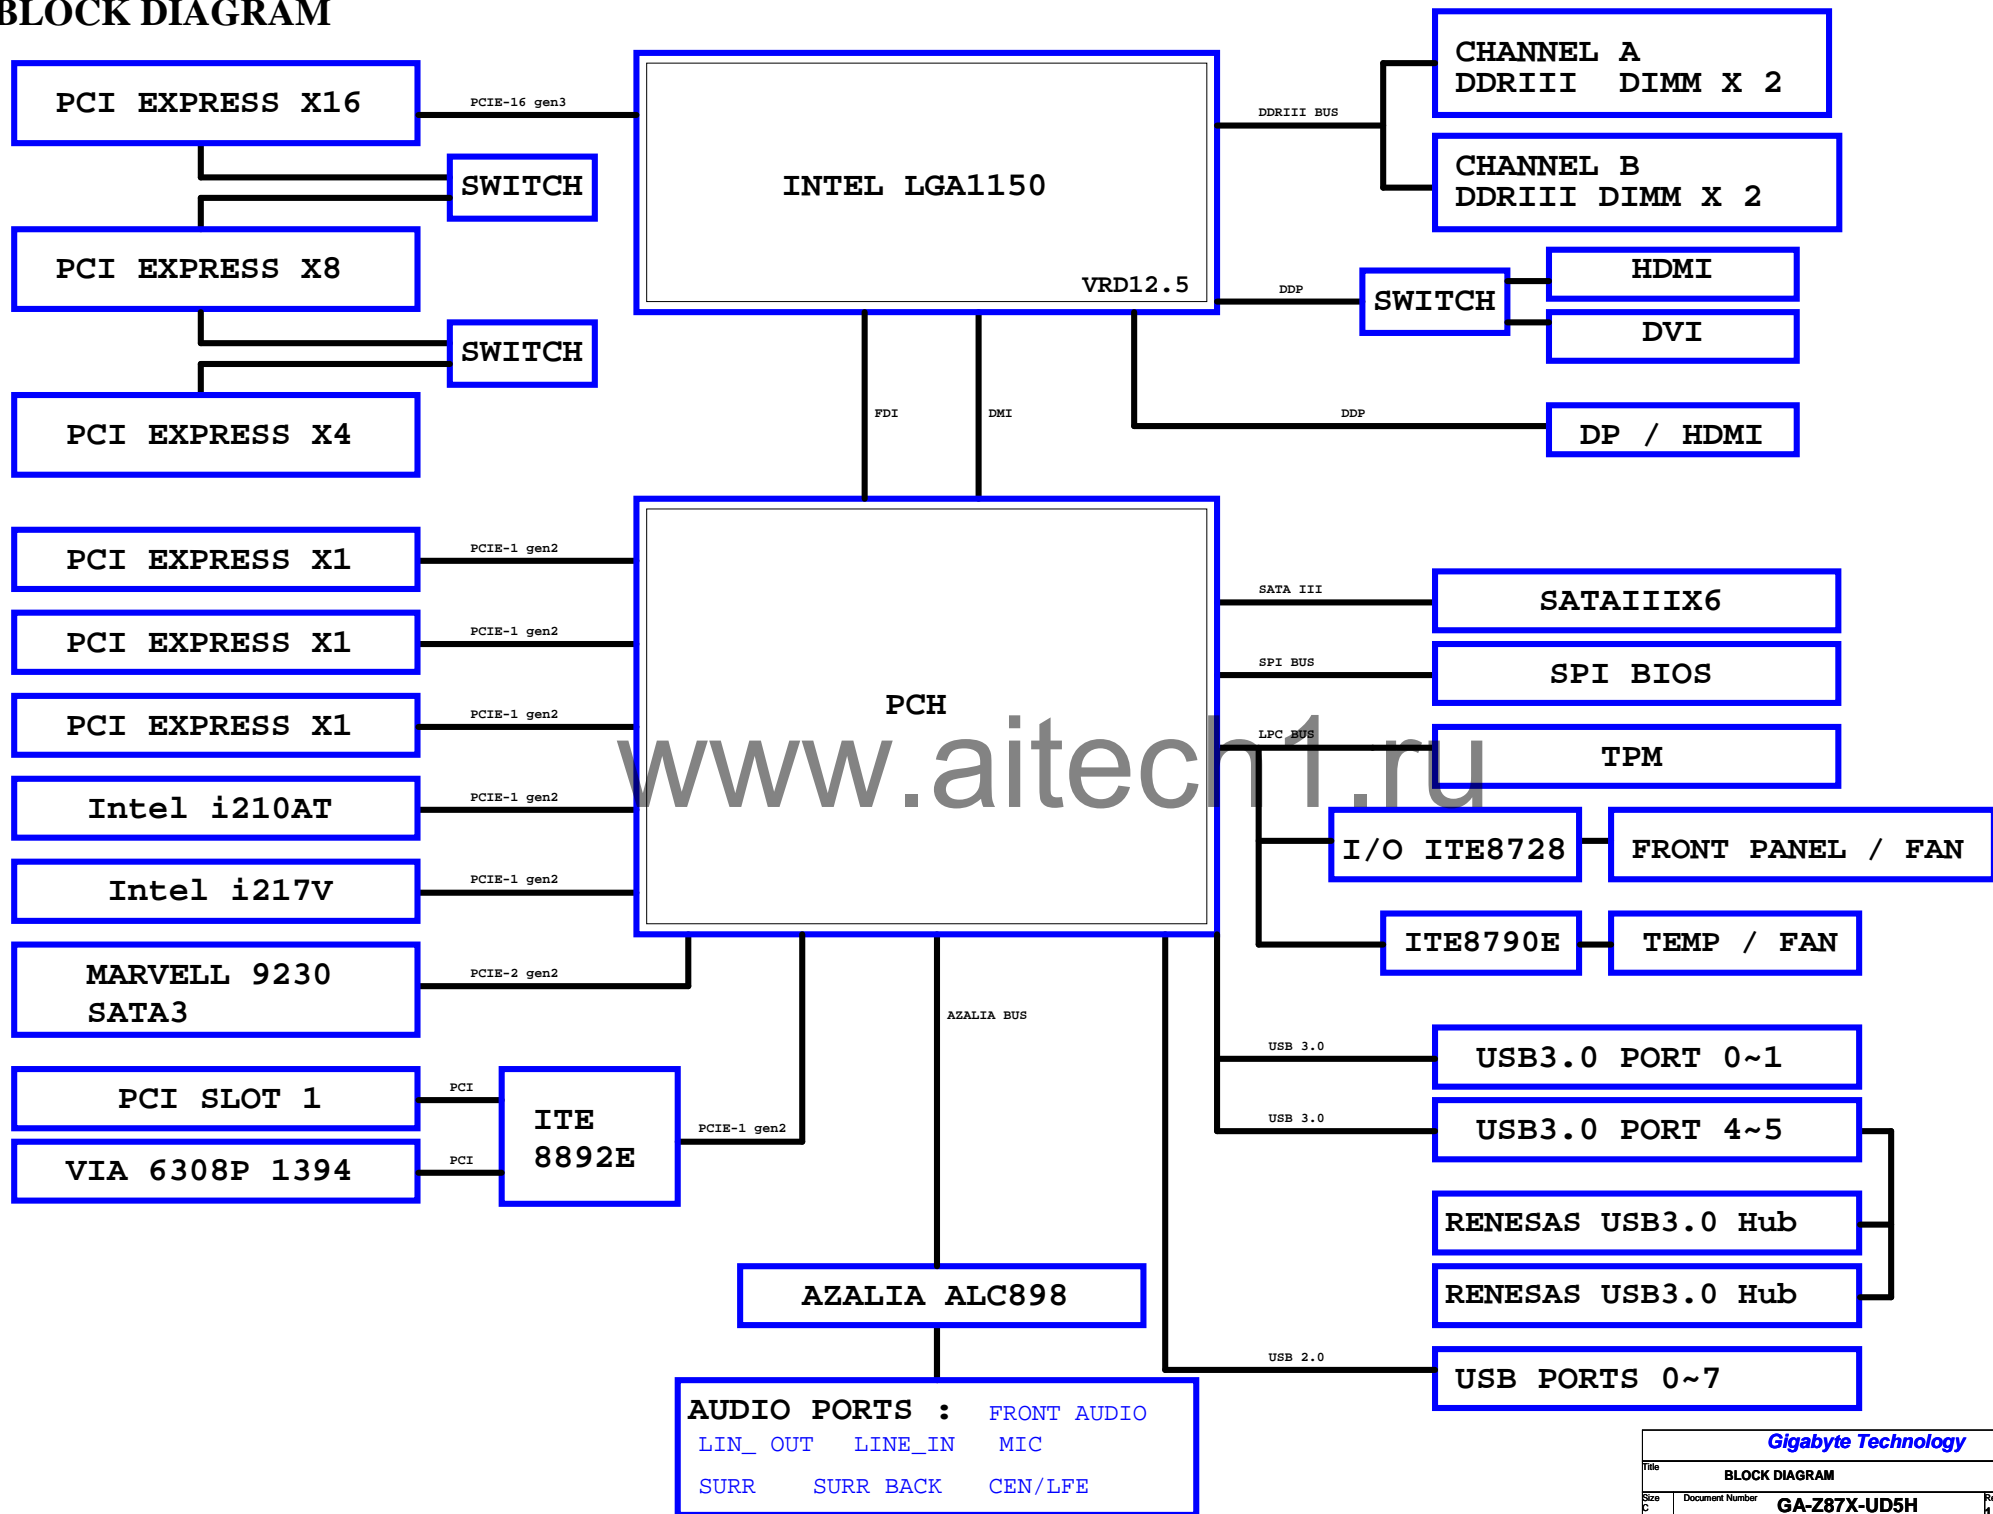 BLOCK DIAGRAM
PCI EXPRESS X16
PCIE-16 gen3
SWITCH
PCI EXPRESS X8
SWITCH
PCI EXPRESS X4
INTEL LGA1150
VRD12.5
DDRIII BUS
CHANNEL A
DDRIII DIMM X 2
CHANNEL B
DDRIII DIMM X 2
DDP
SWITCH
HDMI
DVI
FDI
DMI
DDP
DP / HDMI
PCI EXPRESS X1
PCIE-1 gen2
PCI EXPRESS X1
PCIE-1 gen2
PCI EXPRESS X1
PCIE-1 gen2
Intel i210AT
PCIE-1 gen2
Intel i217V
PCIE-1 gen2
MARVELL 9230
SATA3
PCIE-2 gen2
PCI SLOT 1
PCI
VIA 6308P 1394
PCI
ITE
8892E
PCIE-1 gen2
PCH
www.aitech1.ru
SATA III
SATAIIIX6
SPI BUS
SPI BIOS
LPC BUS
TPM
I/O ITE8728
FRONT PANEL / FAN
ITE8790E
TEMP / FAN
AZALIA BUS
USB 3.0
USB3.0 PORT 0~1
USB 3.0
USB3.0 PORT 4~5
RENESAS USB3.0 Hub
RENESAS USB3.0 Hub
AZALIA ALC898
USB 2.0
USB PORTS 0~7
AUDIO PORTS : FRONT AUDIO
LIN_ OUT LINE_IN MIC
SURR SURR BACK CEN/LFE
Gigabyte Technology
Title
BLOCK DIAGRAM
Size
C
Document Number
GA-Z87X-UD5H